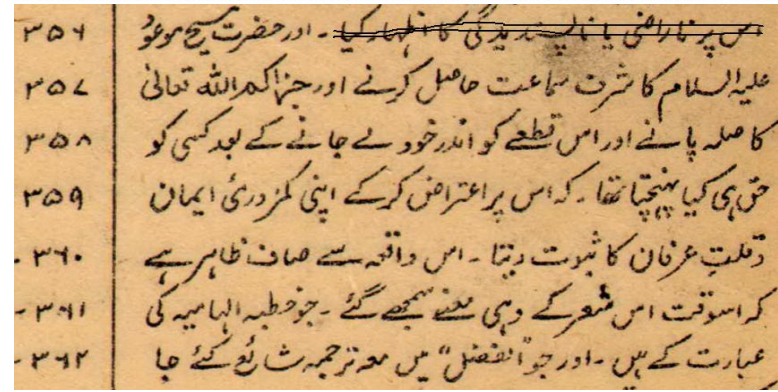 اس پر ناراضی یا ناپسندیدگی کا اظہار کیا ۔ اور حضرت مسیح موعودؑ ۳۵۶
علیہ السلام کا شرف سماعت حاصل کرنے اور جزاکم اللہ تعالیٰ ۳۵۷
کا صلہ پانے اور اس قطعے کو اندر خود لے جانے کے بعد کسی کو ۳۵۸
حق ہی کیا پہنچتا تھا ۔ کہ اس پر اعتراض کر کے اپنی کمزوریٔ ایمان ۳۵۹
و قلتِ عرفان کا ثبوت دیتا ۔ اس واقعہ سے صاف ظاہر ہے ۳۶۰
کہ اسوقت اس شعر کے وہی معنے سمجھے گئے ۔ جو خطبہ الہامیہ کی ۳۶۱
عبارت کے ہیں ۔ اور جو "الفضل" میں معہ ترجمہ شائع کئے جا ۳۶۲